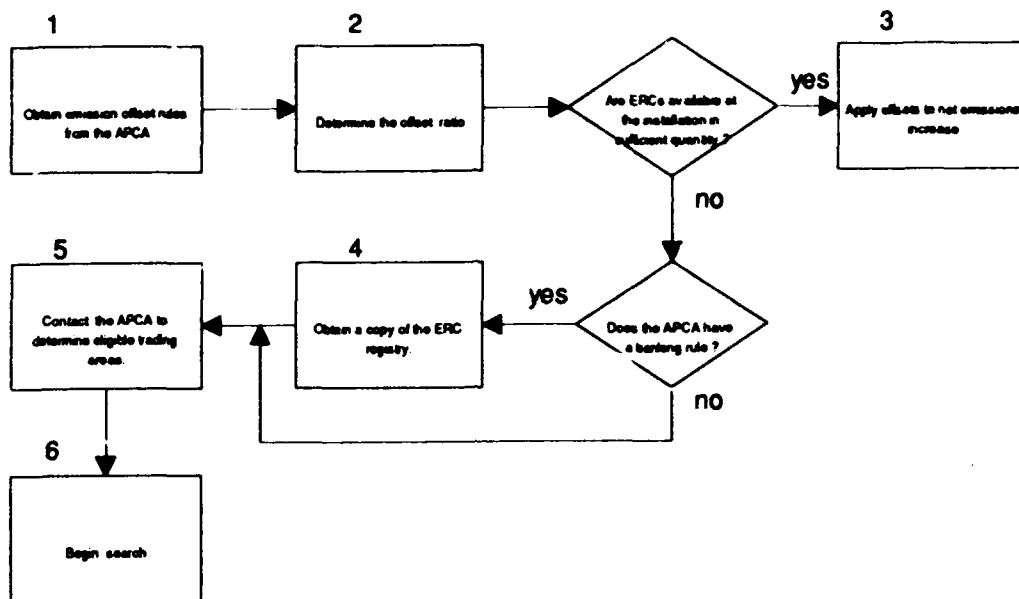 1
Obtain emission offset rules
from the APCA
2
Determine the offset ratio
Are ERCs available at
the installation in
sufficient quantity ?
yes
3
Apply offsets to net emissions
increase
no
5
Contact the APCA to
determine eligible trading
areas.
4
Obtain a copy of the ERC
registry.
yes
Does the APCA have
a banking rule ?
no
6
Begin search